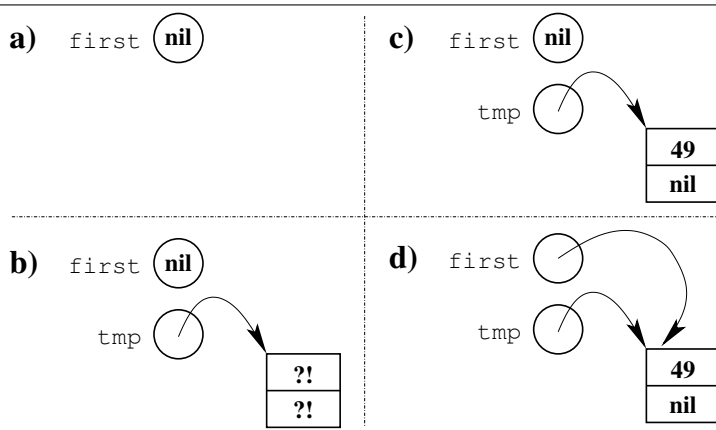 a) first nil
b) first nil
tmp
?!
?!
c) first nil
tmp
49
nil
d) first
tmp
49
nil